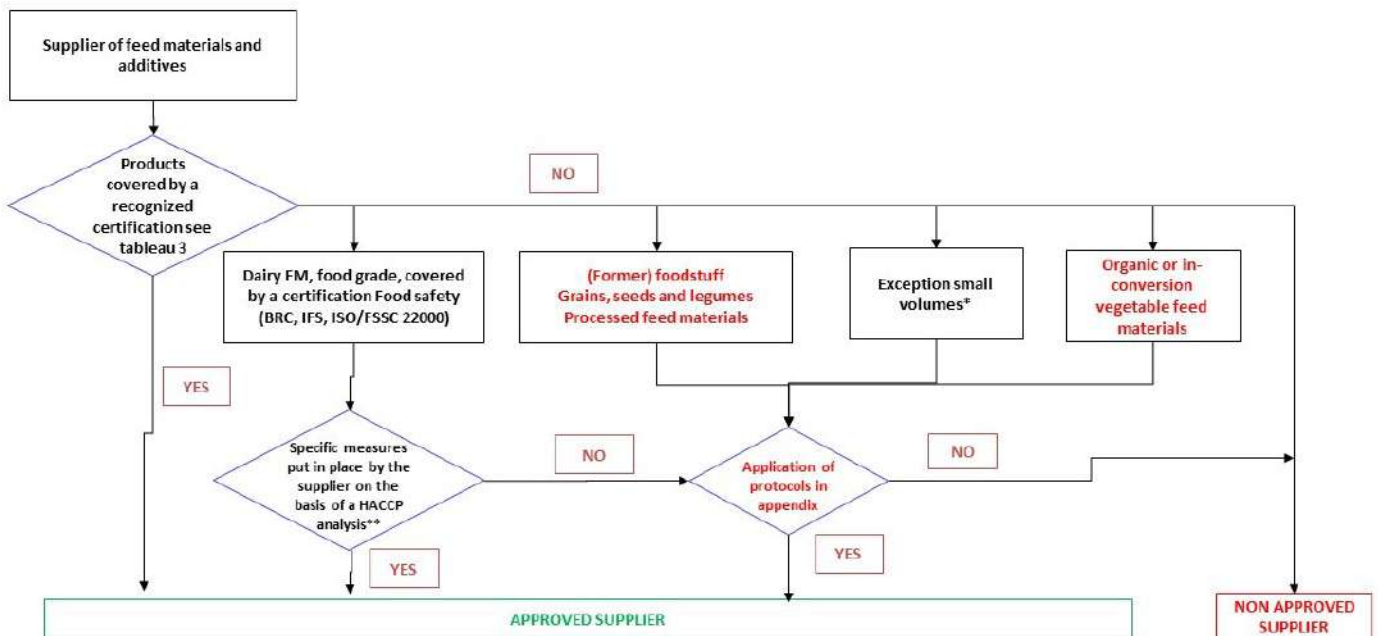 Supplier of feed materials and
additives
Products
covered by a
recognized
certification see
tableau 3
NO
Dairy FM, food grade, covered
by a certification Food safety
(BRC, IFS, ISO/FSSC 22000)
(Former) foodstuff
Grains, seeds and legumes
Processed feed materials
Exception small
volumes*
Organic or in-
conversion
vegetable feed
materials
YES
Specific measures
put in place by the
supplier on the
basis of a HACCP
analysis**
NO
Application of
protocols in
appendix
NO
YES
YES
APPROVED SUPPLIER
NON APPROVED
SUPPLIER